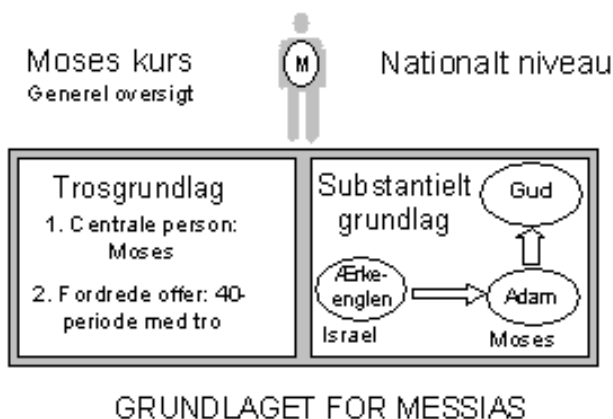 Moses kurs
Generel oversigt
M
Nationalt niveau
Trosgrundlag
1. Centrale person:
Moses
2. Fordrede offer: 40-
periode med tro
Substantielt
grundlag
Gud
Ærke-
englen
Israel
Adam
Moses
GRUNDLAGET FOR MESSIAS